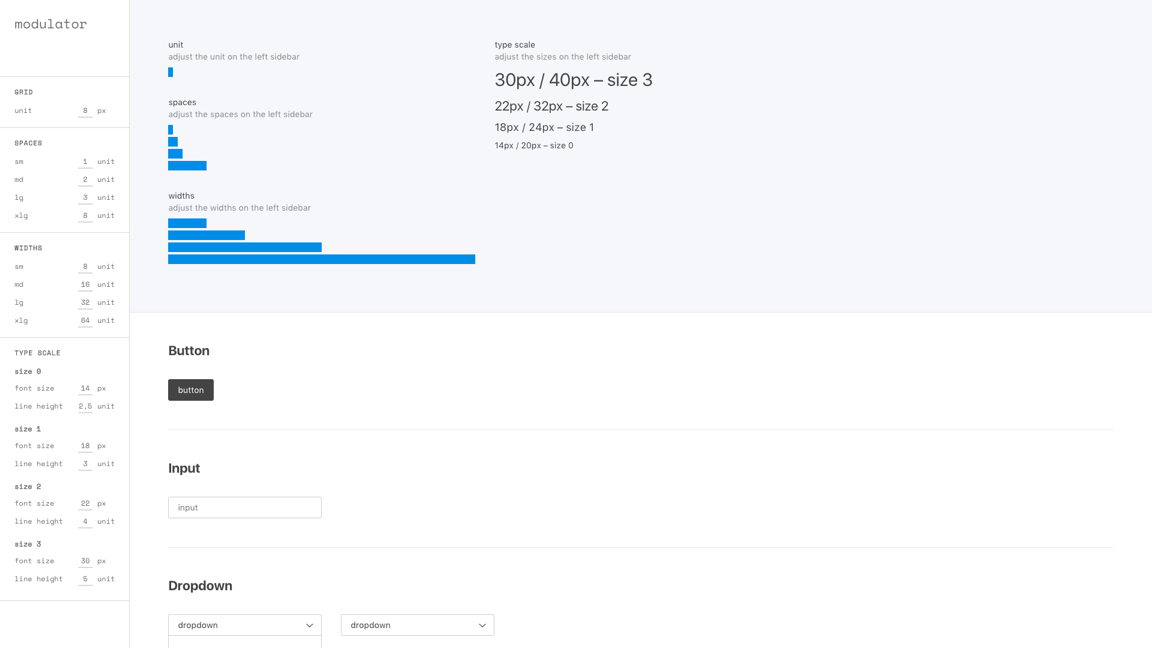 modulator
GRID
unit 8 px
SPACES
sm 1 unit
md 2 unit
lg 3 unit
xlg 8 unit
WIDTHS
sm 8 unit
md 16 unit
lg 32 unit
xlg 64 unit
TYPE SCALE
size 0
font size 14 px
line height 2,5 unit
size 1
font size 18 px
line height 3 unit
size 2
font size 22 px
line height 4 unit
size 3
font size 30 px
line height 5 unit
unit
adjust the unit on the left sidebar
spaces
adjust the spaces on the left sidebar
widths
adjust the widths on the left sidebar
type scale
adjust the sizes on the left sidebar
30px / 40px – size 3
22px / 32px – size 2
18px / 24px – size 1
14px / 20px – size 0
Button
button
Input
input
Dropdown
dropdown dropdown